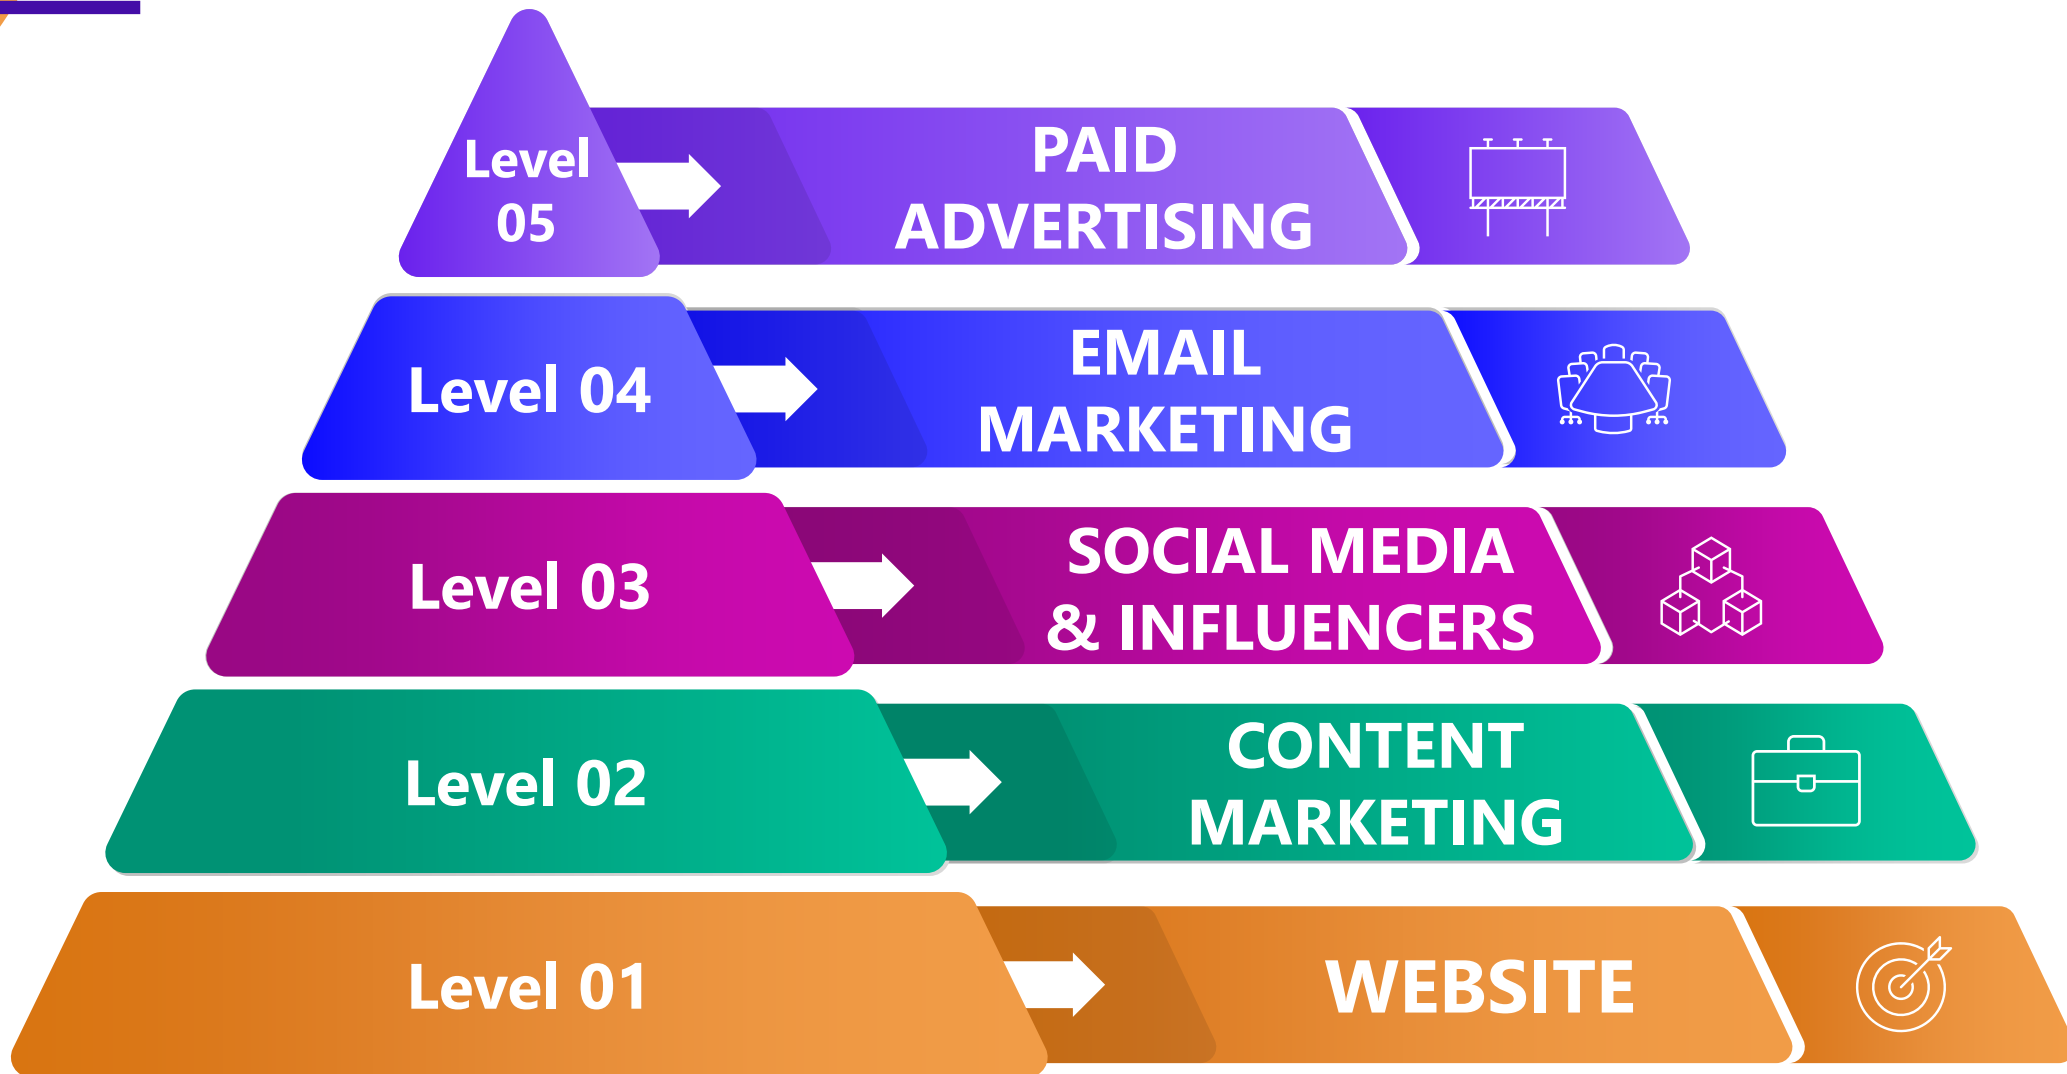 Level
05
PAID
ADVERTISING
Level 04
EMAIL
MARKETING
Level 03
SOCIAL MEDIA
& INFLUENCERS
Level 02
CONTENT
MARKETING
Level 01
WEBSITE